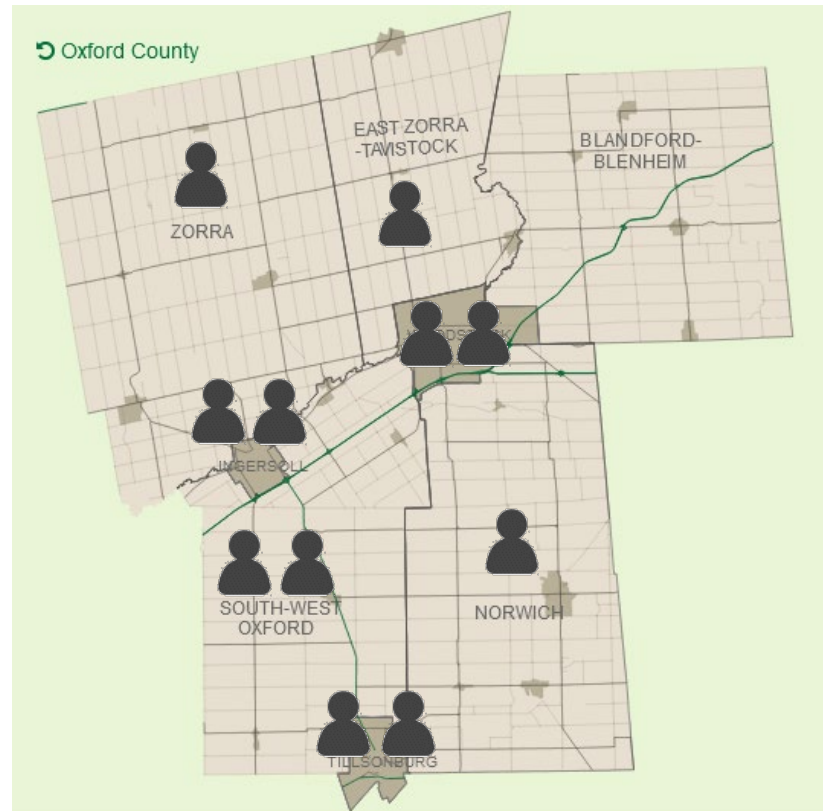 Oxford County
EAST ZORRA
-TAVISTOCK
BLANDFORD-
BLENHEIM
ZORRA
INGERSOLL
SOUTH-WEST
OXFORD
NORWICH
TILLSONBURG